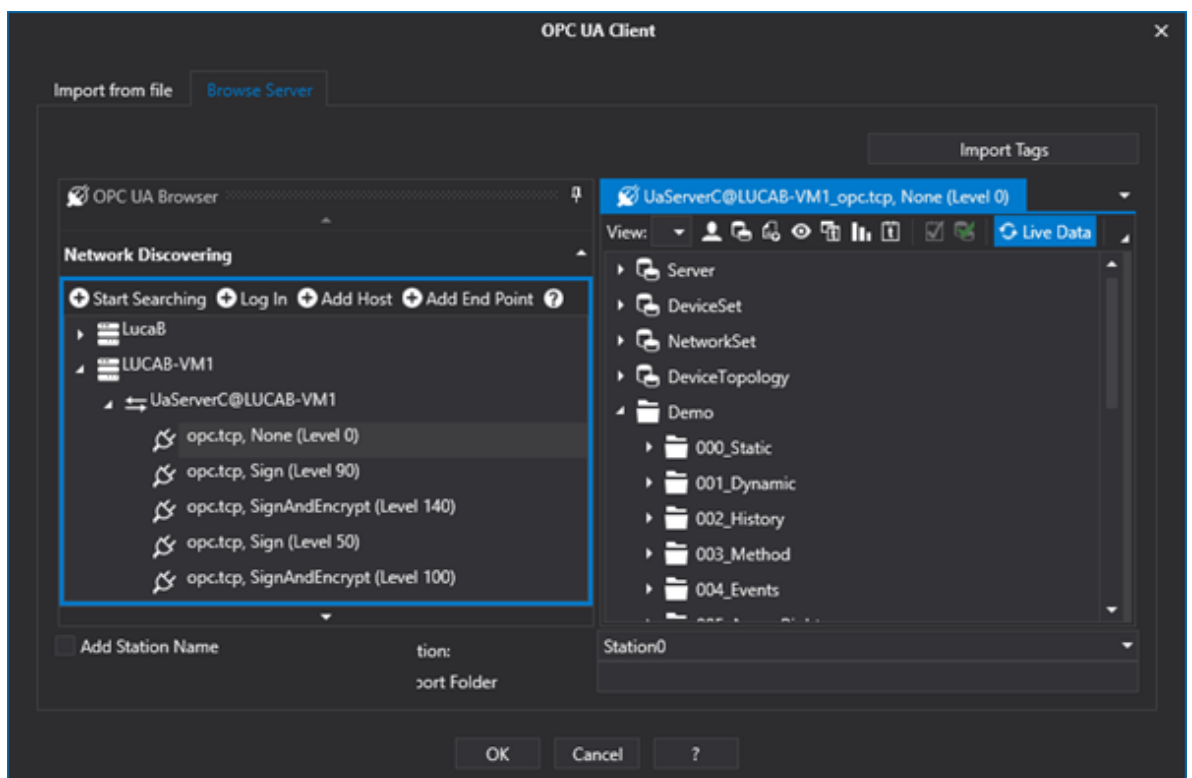 OPC UA Client
Import from file Browse Server
Import Tags
OPC UA Browser
Network Discovering
Start Searching Log In Add Host Add End Point ?
LucaB
LUCAB-VM1
UaServerC@LUCAB-VM1
opc.tcp, None (Level 0)
opc.tcp, Sign (Level 90)
opc.tcp, SignAndEncrypt (Level 140)
opc.tcp, Sign (Level 50)
opc.tcp, SignAndEncrypt (Level 100)
UaServerC@LUCAB-VM1_opc.tcp, None (Level 0)
View: Live Data
Server
DeviceSet
NetworkSet
DeviceTopology
Demo
000_Static
001_Dynamic
002_History
003_Method
004_Events
Add Station Name
tion:
Station0
port Folder
OK Cancel ?